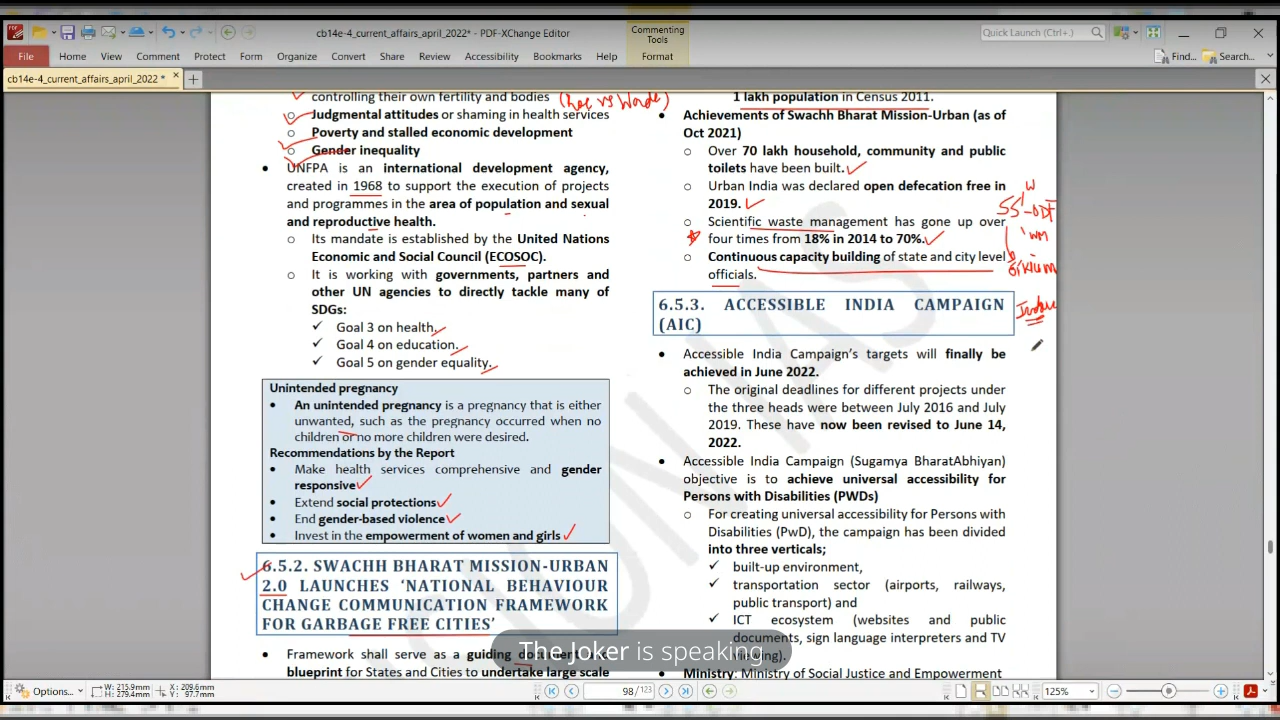 cb14e-4_current_affairs_april_2022* - PDF-XChange Editor
Commenting Tools
Quick Launch (Ctrl+.)
File Home View Comment Protect Form Organize Convert Share Review Accessibility Bookmarks Help Format Find... Search...
cb14e-4_current_affairs_april_2022 *
controlling their own fertility and bodies (Roe vs Wade)
o Judgmental attitudes or shaming in health services
o Poverty and stalled economic development
o Gender inequality
• UNFPA is an international development agency,
created in 1968 to support the execution of projects
and programmes in the area of population and sexual
and reproductive health.
o Its mandate is established by the United Nations
Economic and Social Council (ECOSOC).
o It is working with governments, partners and
other UN agencies to directly tackle many of
SDGs:
✓ Goal 3 on health.
✓ Goal 4 on education.
✓ Goal 5 on gender equality.
Unintended pregnancy
• An unintended pregnancy is a pregnancy that is either
unwanted, such as the pregnancy occurred when no
children or no more children were desired.
Recommendations by the Report
• Make health services comprehensive and gender
responsive
• Extend social protections
• End gender-based violence
• Invest in the empowerment of women and girls
6.5.2. SWACHH BHARAT MISSION-URBAN
2.0 LAUNCHES ‘NATIONAL BEHAVIOUR
CHANGE COMMUNICATION FRAMEWORK
FOR GARBAGE FREE CITIES’
• Framework shall serve as a guiding document and
blueprint for States and Cities to undertake large scale
1 lakh population in Census 2011.
• Achievements of Swachh Bharat Mission-Urban (as of
Oct 2021)
o Over 70 lakh household, community and public
toilets have been built.
o Urban India was declared open defecation free in
2019.
o Scientific waste management has gone up over
four times from 18% in 2014 to 70%.
o Continuous capacity building of state and city level
officials.
W
SS-ODF
WM
Indore
6.5.3. ACCESSIBLE INDIA CAMPAIGN
(AIC)
• Accessible India Campaign’s targets will finally be
achieved in June 2022.
o The original deadlines for different projects under
the three heads were between July 2016 and July
2019. These have now been revised to June 14,
2022.
• Accessible India Campaign (Sugamya BharatAbhiyan)
objective is to achieve universal accessibility for
Persons with Disabilities (PWDs)
o For creating universal accessibility for Persons with
Disabilities (PwD), the campaign has been divided
into three verticals;
✓ built-up environment,
✓ transportation sector (airports, railways,
public transport) and
✓ ICT ecosystem (websites and public
documents, sign language interpreters and TV
viewing).
• Ministry: Ministry of Social Justice and Empowerment
The Joker is speaking.
Options... W: 215.9mm X: 209.6mm 98 / 123 125%
H: 279.4mm Y: 97.7mm